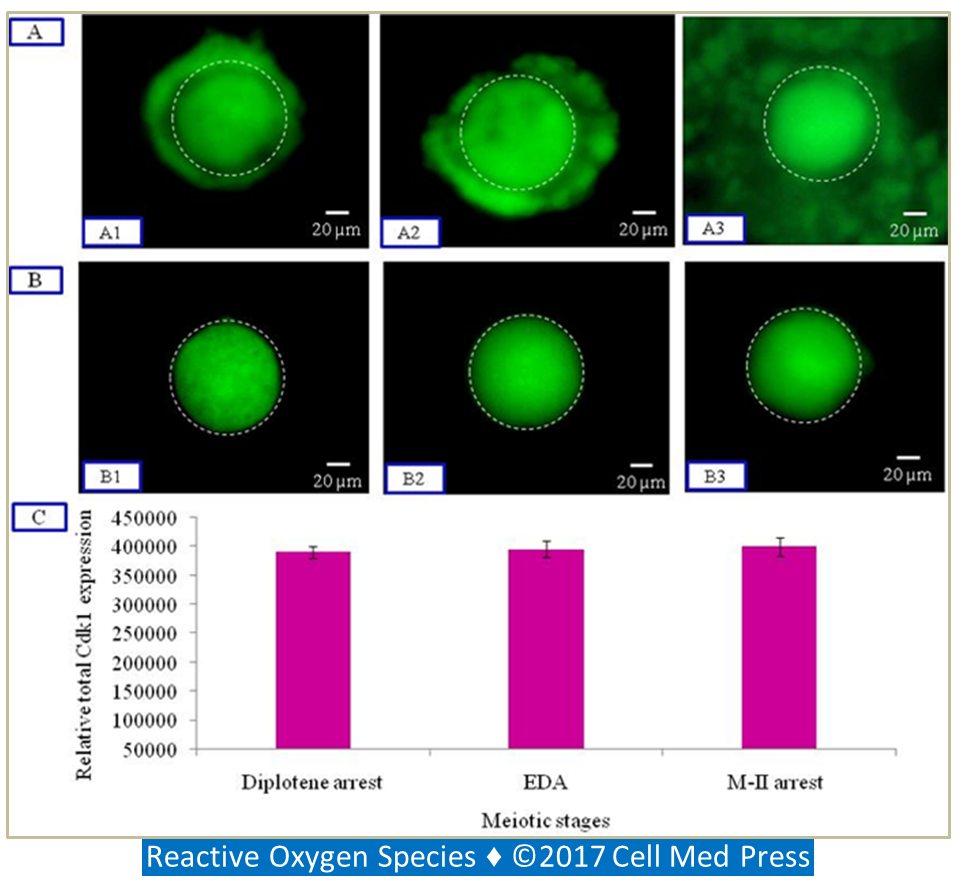 A
A1
20 µm
A2
20 µm
A3
20 µm
B
B1
20 µm
B2
20 µm
B3
20 µm
C
Relative total Cdk1 expression
450000
400000
350000
300000
250000
200000
150000
100000
50000
Diplotene arrest
EDA
M-II arrest
Meiotic stages
Reactive Oxygen Species ♦ ©2017 Cell Med Press